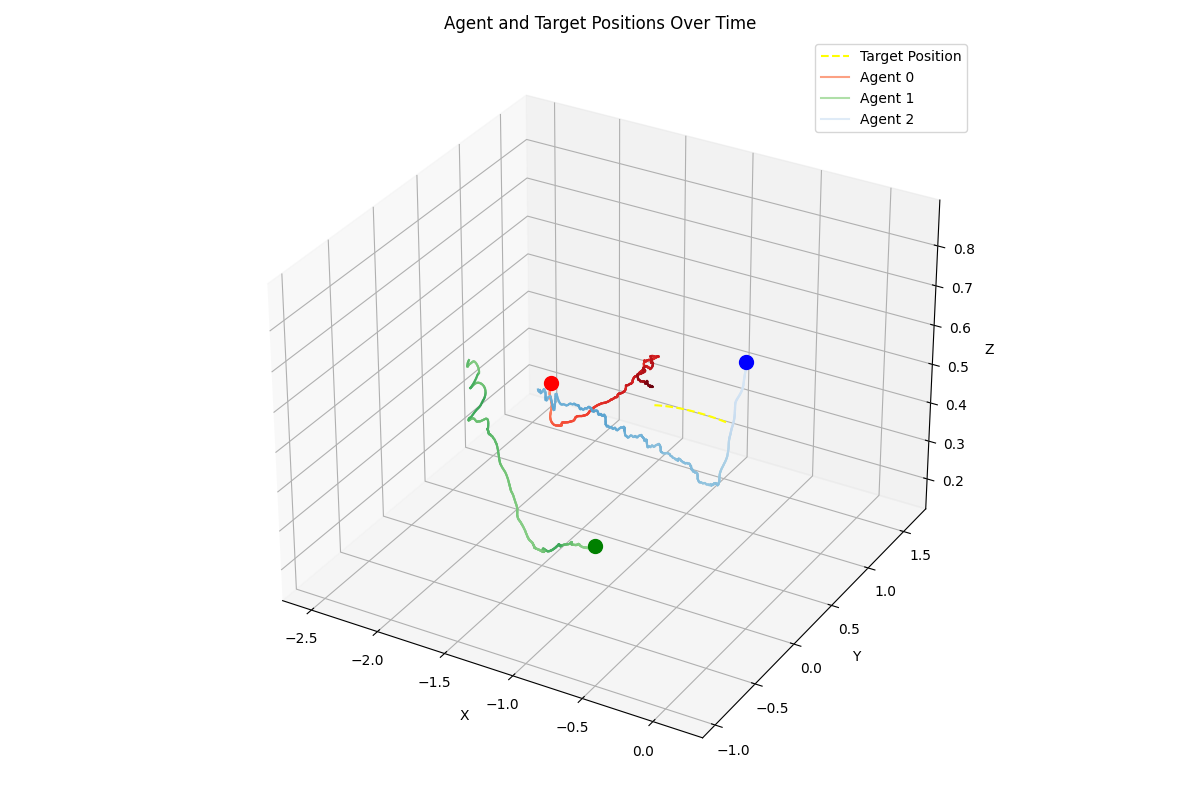 Agent and Target Positions Over Time
Target Position
Agent 0
Agent 1
Agent 2
0.8
0.7
0.6
0.5
0.4
0.3
0.2
Z
1.5
1.0
0.5
0.0
−0.5
−1.0
Y
−2.5
−2.0
−1.5
−1.0
−0.5
0.0
X